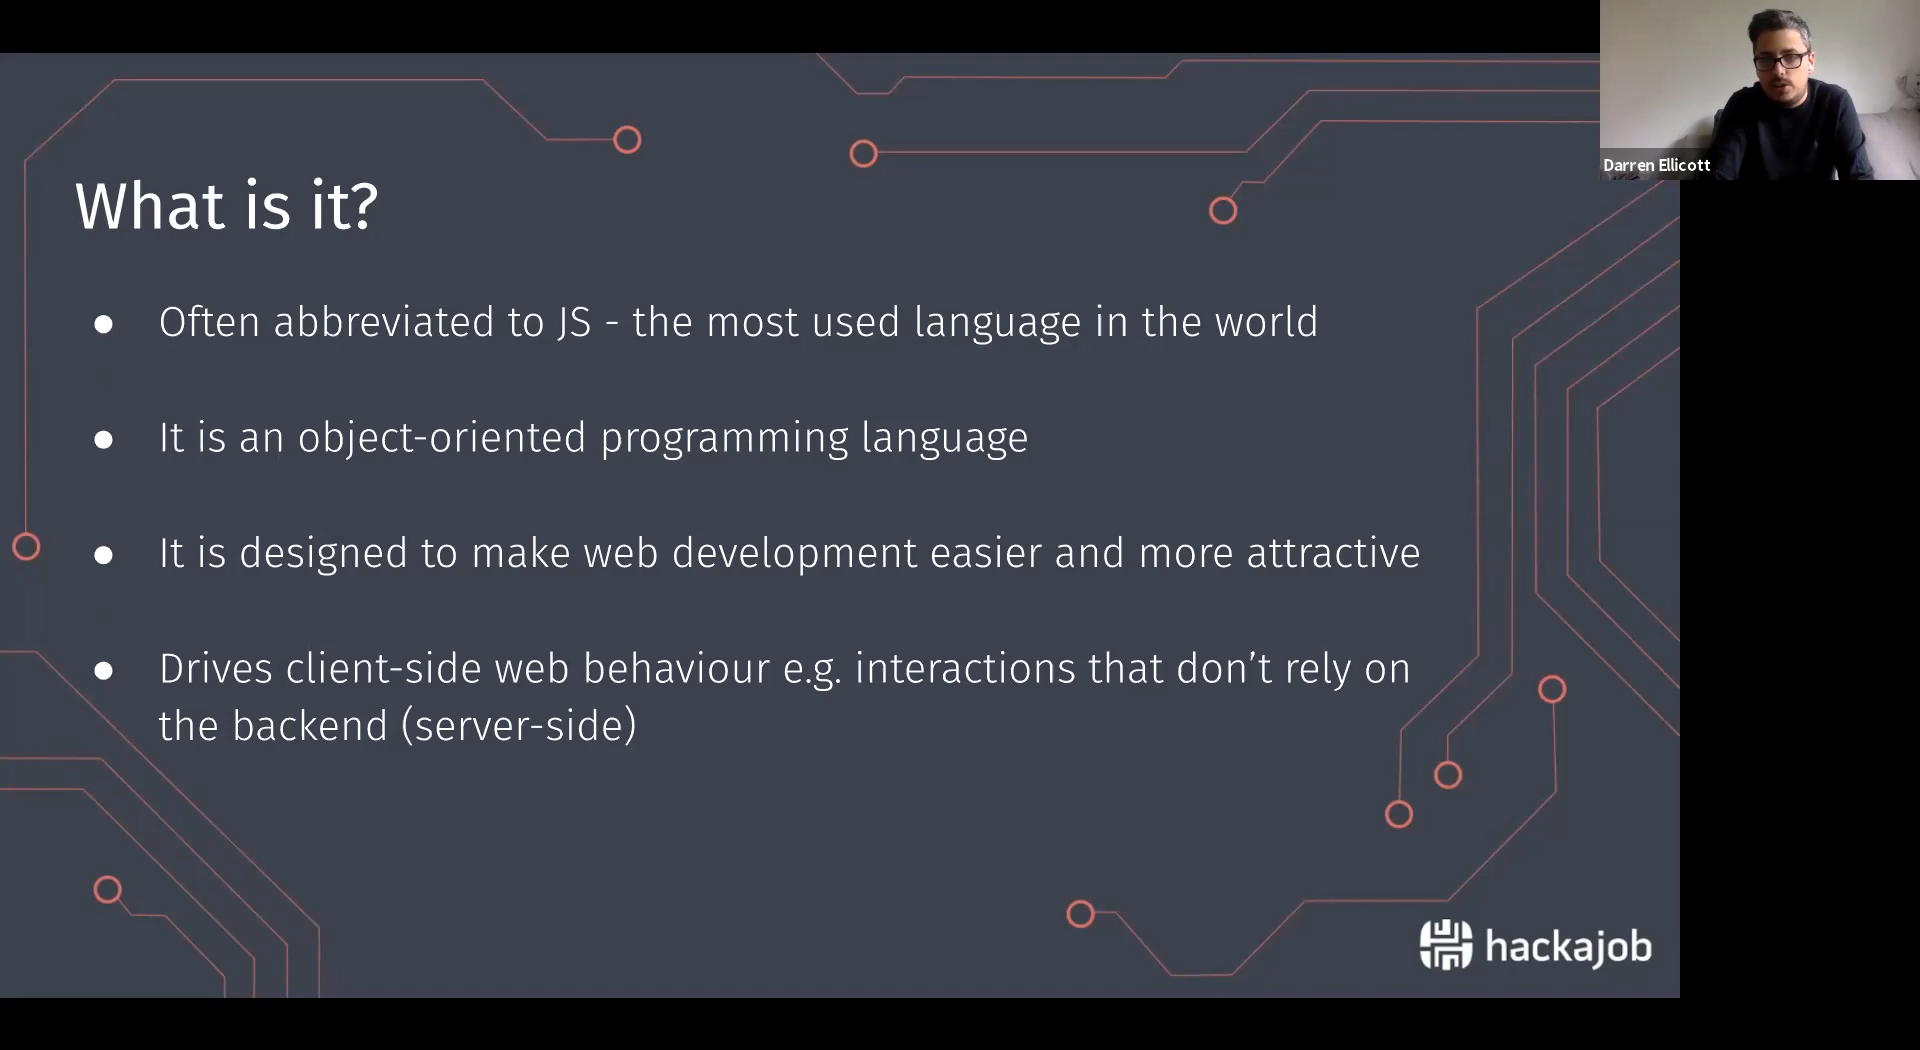 Darren Ellicott
What is it?
● Often abbreviated to JS - the most used language in the world
● It is an object-oriented programming language
● It is designed to make web development easier and more attractive
● Drives client-side web behaviour e.g. interactions that don’t rely on
the backend (server-side)
hackajob